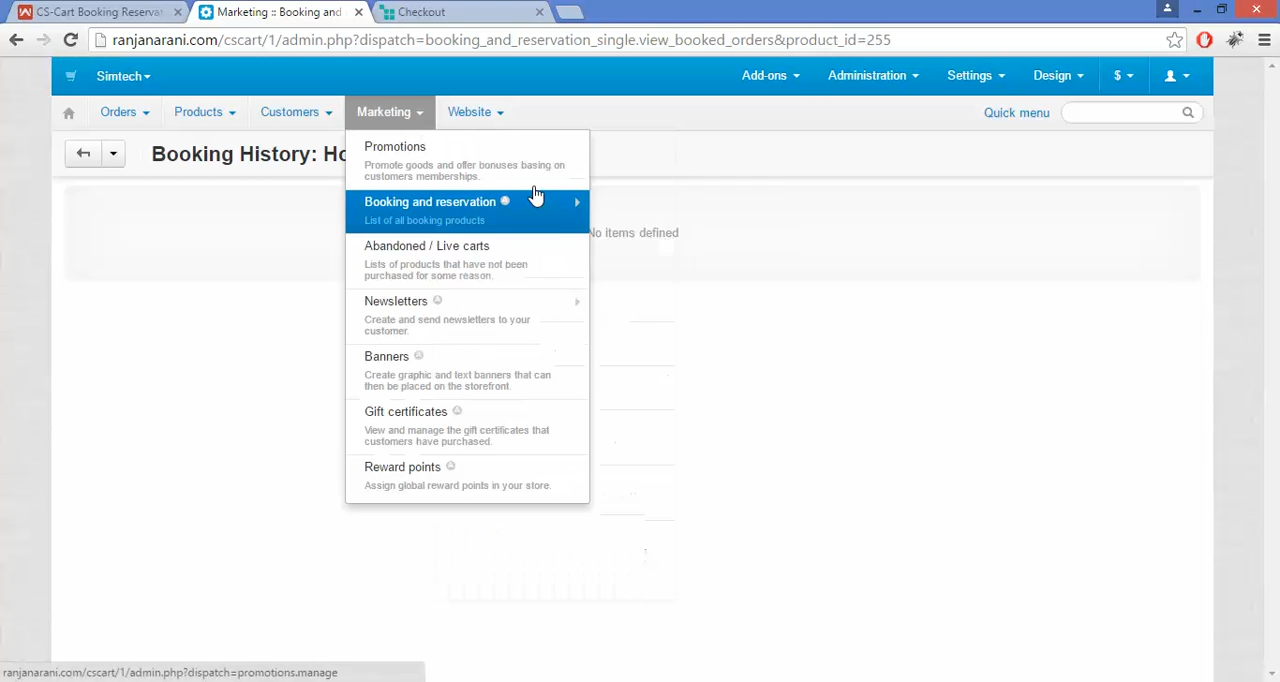 CS-Cart Booking Reserva
Marketing :: Booking and
Checkout
ranjanarani.com/cscart/1/admin.php?dispatch=booking_and_reservation_single.view_booked_orders&product_id=255
Simtech
Add-ons
Administration
Settings
Design
$
Orders
Products
Customers
Marketing
Website
Quick menu
Booking History: Ho
Promotions
Promote goods and offer bonuses basing on
customers memberships.
Booking and reservation
List of all booking products
No items defined
Abandoned / Live carts
Lists of products that have not been
purchased for some reason.
Newsletters
Create and send newsletters to your
customer.
Banners
Create graphic and text banners that can
then be placed on the storefront.
Gift certificates
View and manage the gift certificates that
customers have purchased.
Reward points
Assign global reward points in your store.
ranjanarani.com/cscart/1/admin.php?dispatch=promotions.manage